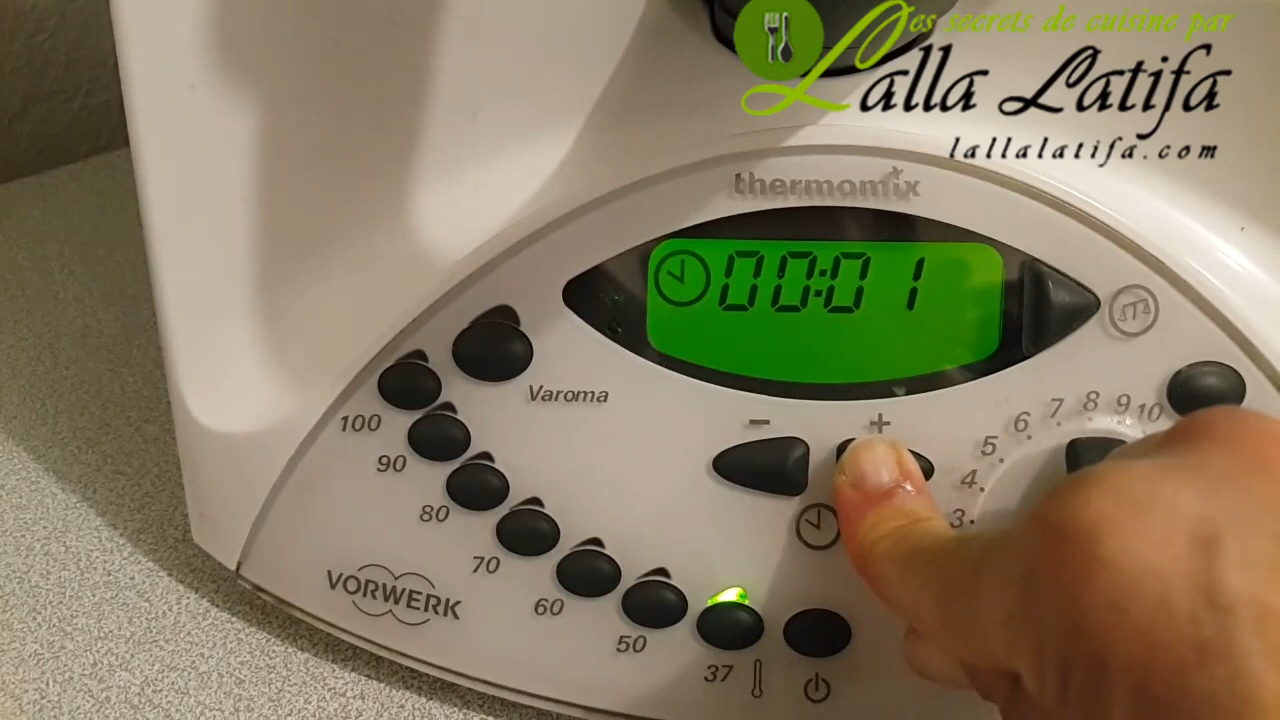 Les secrets de cuisine par
Lalla Latifa
lallalatifa.com
thermomix
00:01
Varoma
100
90
80
70
60
50
37
- +
3
4
5
6
7
8
9
10
VORWERK